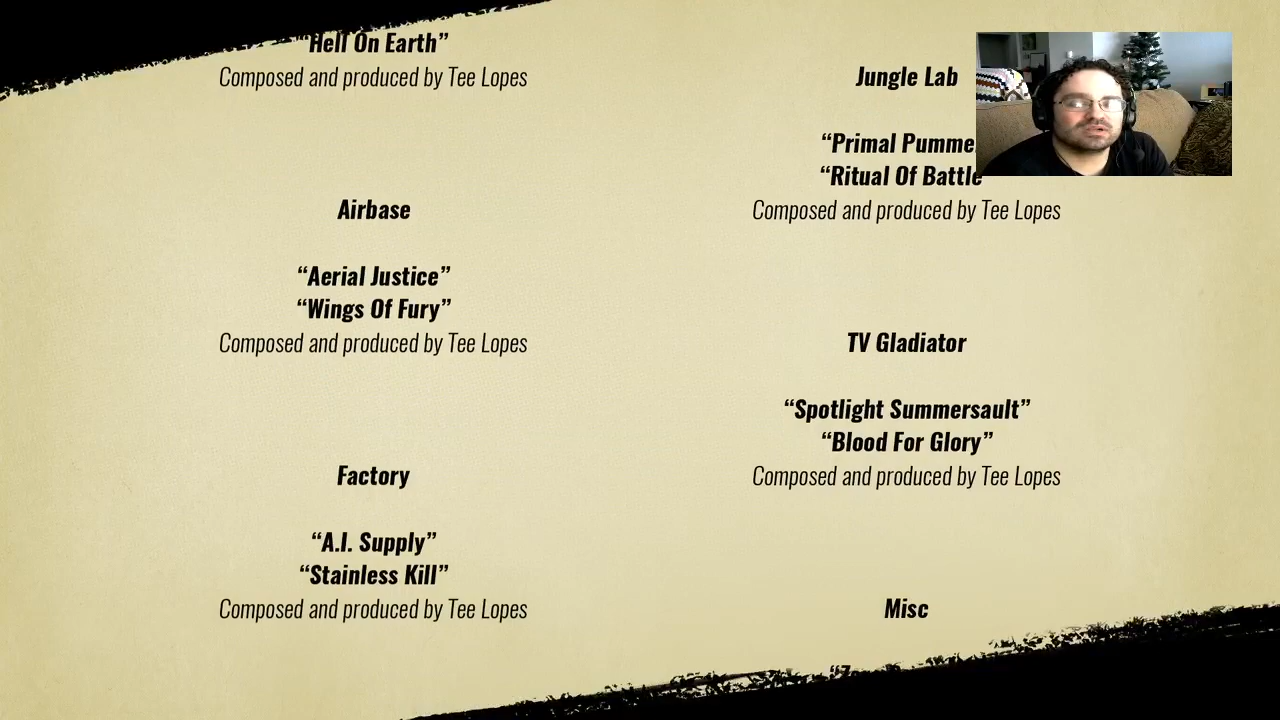 “Hell On Earth”
Composed and produced by Tee Lopes
Airbase
“Aerial Justice”
“Wings Of Fury”
Composed and produced by Tee Lopes
Factory
“A.I. Supply”
“Stainless Kill”
Composed and produced by Tee Lopes
Jungle Lab
“Primal
“Ritual Of Battle
Composed and produced by Tee Lopes
TV Gladiator
“Spotlight Summersault”
“Blood For Glory”
Composed and produced by Tee Lopes
Misc